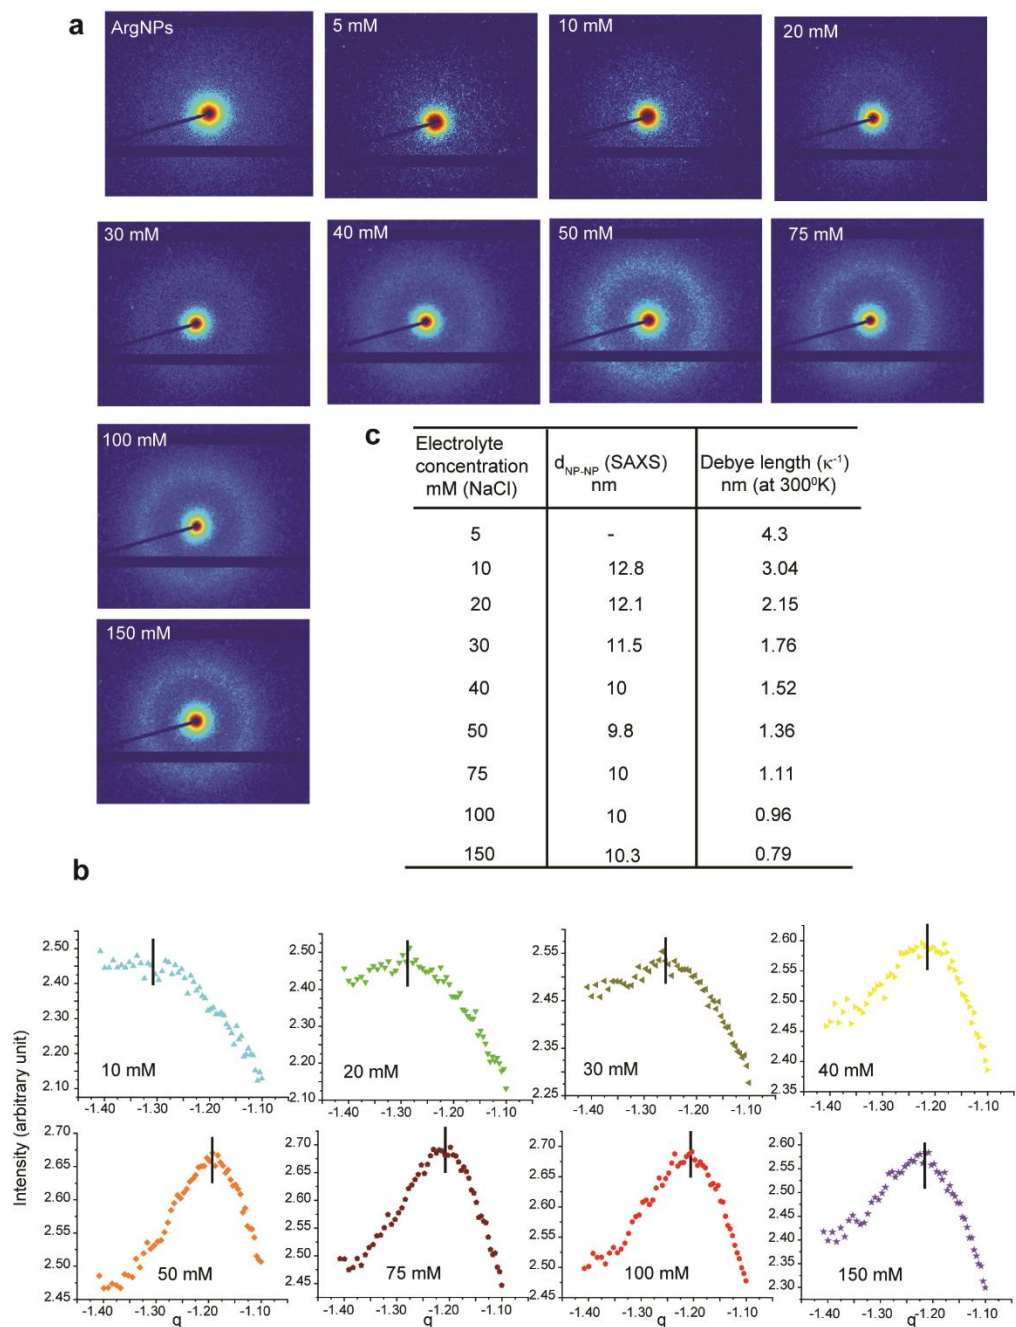 a
ArgNPs
5 mM
10 mM
20 mM
30 mM
40 mM
50 mM
75 mM
100 mM
150 mM
c
Electrolyte concentration mM (NaCl) d_NP-NP (SAXS) nm Debye length (κ⁻¹) nm (at 300⁰K)
5 - 4.3
10 12.8 3.04
20 12.1 2.15
30 11.5 1.76
40 10 1.52
50 9.8 1.36
75 10 1.11
100 10 0.96
150 10.3 0.79
b
Intensity (arbitrary unit)
2.50
2.40
2.30
2.20
2.10
10 mM
-1.40 -1.30 -1.20 -1.10
2.50
2.40
2.30
2.20
2.10
20 mM
-1.40 -1.30 -1.20 -1.10
2.55
2.45
2.35
2.25
30 mM
-1.40 -1.30 -1.20 -1.10
2.60
2.55
2.50
2.45
2.40
2.35
40 mM
-1.40 -1.30 -1.20 -1.10
2.70
2.65
2.60
2.55
2.50
2.45
50 mM
-1.40 -1.30 -1.20 -1.10
q
2.70
2.65
2.60
2.55
2.50
2.45
75 mM
-1.40 -1.30 -1.20 -1.10
q
2.70
2.60
2.50
2.40
100 mM
-1.40 -1.30 -1.20 -1.10
q
2.60
2.55
2.50
2.45
2.40
2.35
2.30
150 mM
-1.40 -1.30 -1.20 -1.10
q